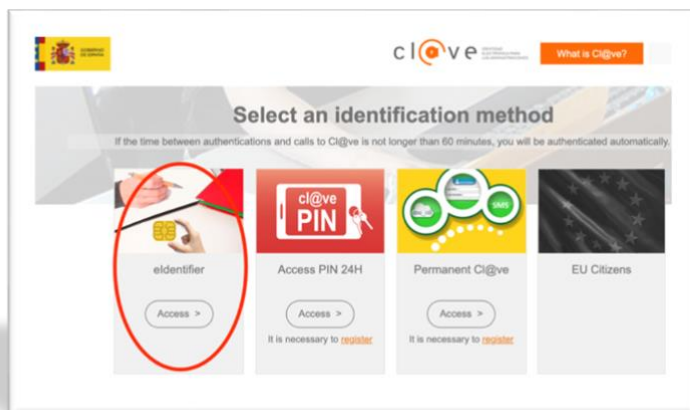 GOBIERNO
DE ESPAÑA
cl@ve
What is Cl@ve?
Select an identification method
If the time between authentications and calls to Cl@ve is not longer than 60 minutes, you will be authenticated automatically.
cl@ve
PIN
SMS
eIdentifier
Access PIN 24H
Permanent Cl@ve
EU Citizens
Access >
Access >
Access >
It is necessary to register
It is necessary to register